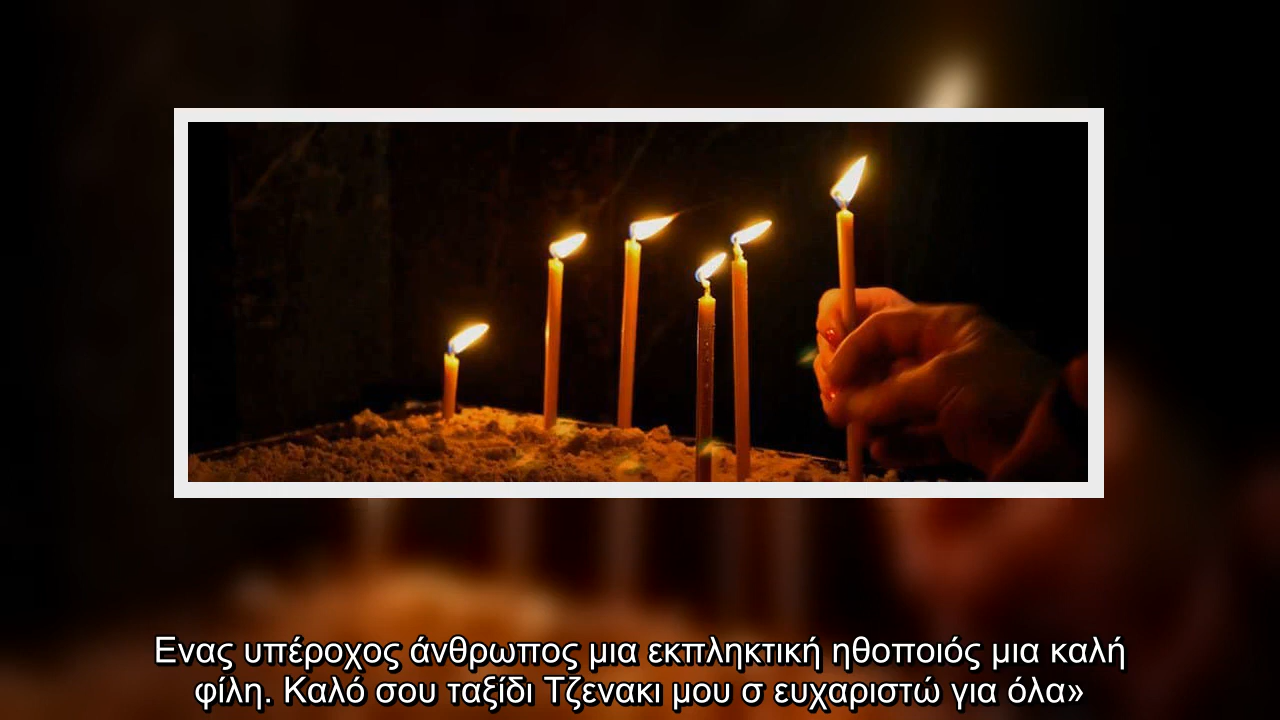 Ενας υπέροχος άνθρωπος μια εκπληκτική ηθοποιός μια καλή
φίλη. Καλό σου ταξίδι Τζενακι μου σ ευχαριστώ για όλα»